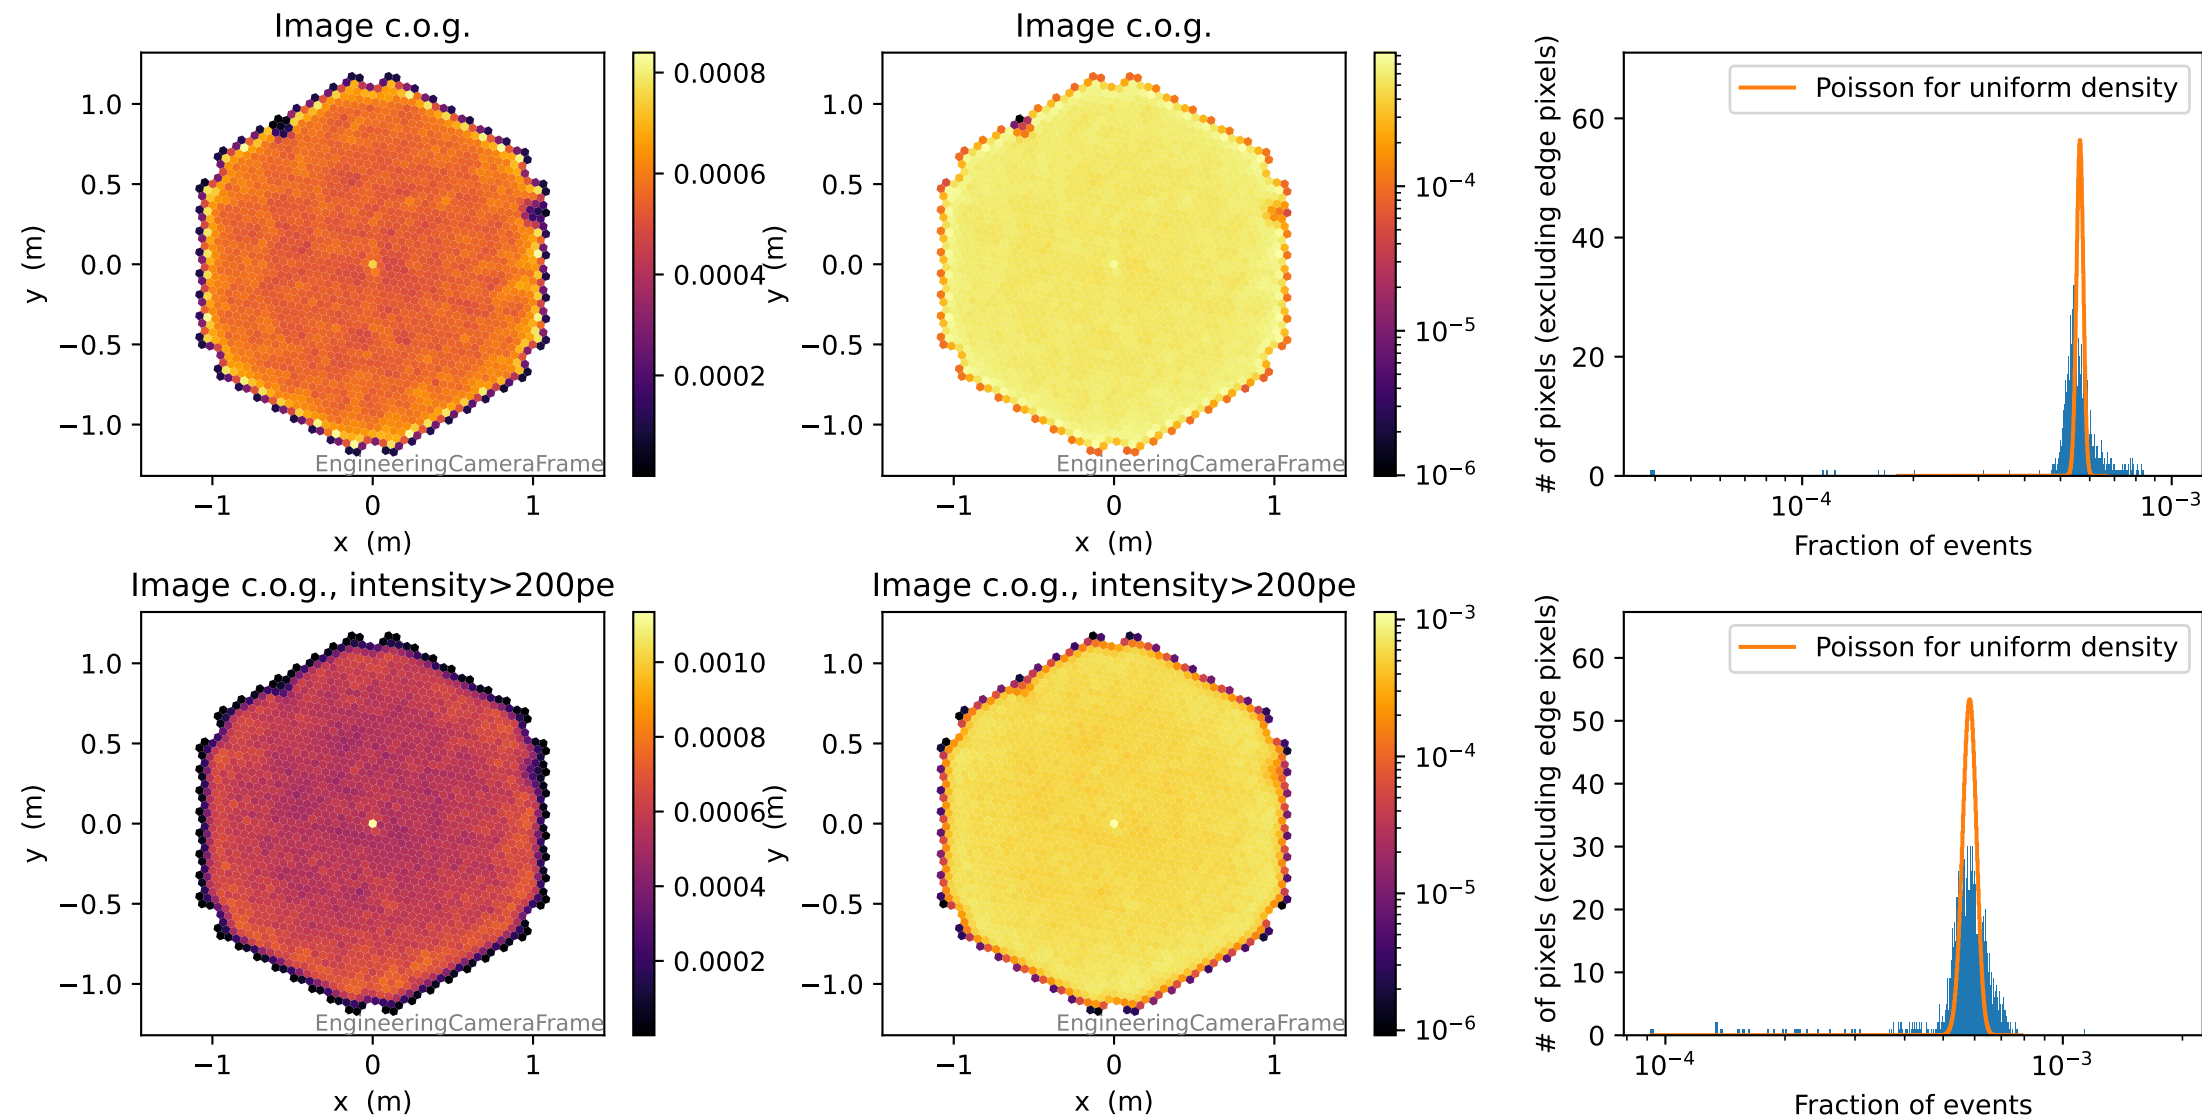 Image c.o.g.
1.0
0.5
0.0
−0.5
−1.0
y (m)
−1
0
1
x (m)
EngineeringCameraFrame
0.0008
0.0006
0.0004
0.0002
Image c.o.g.
1.0
0.5
0.0
−0.5
−1.0
y (m)
−1
0
1
x (m)
EngineeringCameraFrame
10−4
10−5
10−6
Poisson for uniform density
60
40
20
0
# of pixels (excluding edge pixels)
10−4
10−3
Fraction of events
Image c.o.g., intensity>200pe
1.0
0.5
0.0
−0.5
−1.0
y (m)
−1
0
1
x (m)
EngineeringCameraFrame
0.0010
0.0008
0.0006
0.0004
0.0002
Image c.o.g., intensity>200pe
1.0
0.5
0.0
−0.5
−1.0
y (m)
−1
0
1
x (m)
EngineeringCameraFrame
10−3
10−4
10−5
10−6
Poisson for uniform density
60
50
40
30
20
10
0
# of pixels (excluding edge pixels)
10−4
10−3
Fraction of events